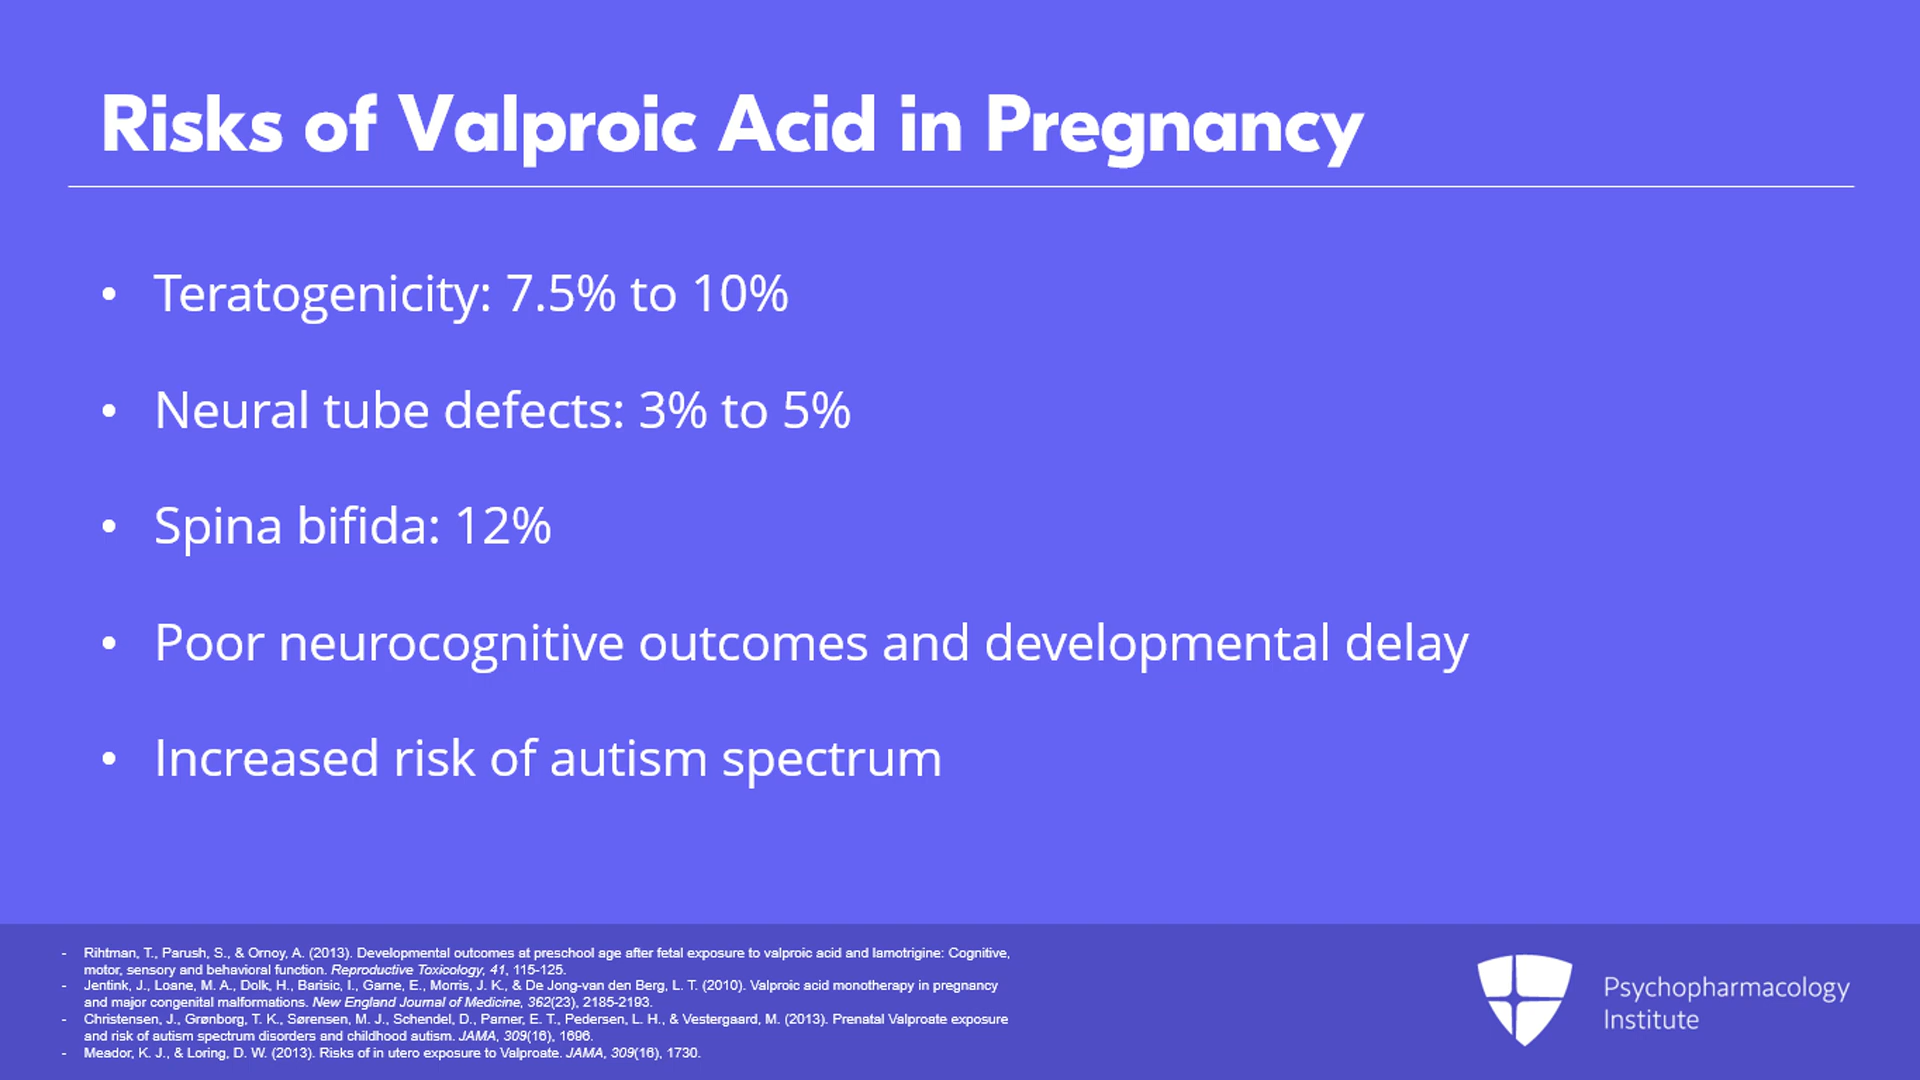 Risks of Valproic Acid in Pregnancy
• Teratogenicity: 7.5% to 10%
• Neural tube defects: 3% to 5%
• Spina bifida: 12%
• Poor neurocognitive outcomes and developmental delay
• Increased risk of autism spectrum
- Rihtman, T., Parush, S., & Ornoy, A. (2013). Developmental outcomes at preschool age after fetal exposure to valproic acid and lamotrigine: Cognitive,
motor, sensory and behavioral function. Reproductive Toxicology, 41, 115-125.
- Jentink, J., Loane, M. A., Dolk, H., Barisic, I., Garne, E., Morris, J. K., & De Jong-van den Berg, L. T. (2010). Valproic acid monotherapy in pregnancy
and major congenital malformations. New England Journal of Medicine, 362(23), 2185-2193.
- Christensen, J., Grønborg, T. K., Sørensen, M. J., Schendel, D., Parner, E. T., Pedersen, L. H., & Vestergaard, M. (2013). Prenatal Valproate exposure
and risk of autism spectrum disorders and childhood autism. JAMA, 309(16), 1696.
- Meador, K. J., & Loring, D. W. (2013). Risks of in utero exposure to Valproate. JAMA, 309(16), 1730.
Psychopharmacology
Institute